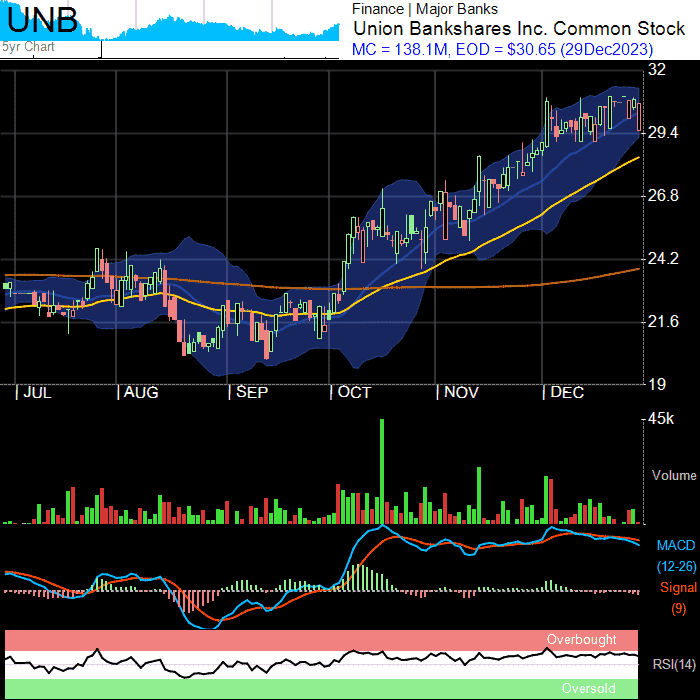 UNB
5yr Chart
Finance | Major Banks
Union Bankshares Inc. Common Stock
MC = 138.1M, EOD = $30.65 (29Dec2023)
32
29.4
26.8
24.2
21.6
19
JUL AUG SEP OCT NOV DEC
45k
Volume
MACD
(12-26)
Signal
(9)
Overbought
RSI(14)
Oversold